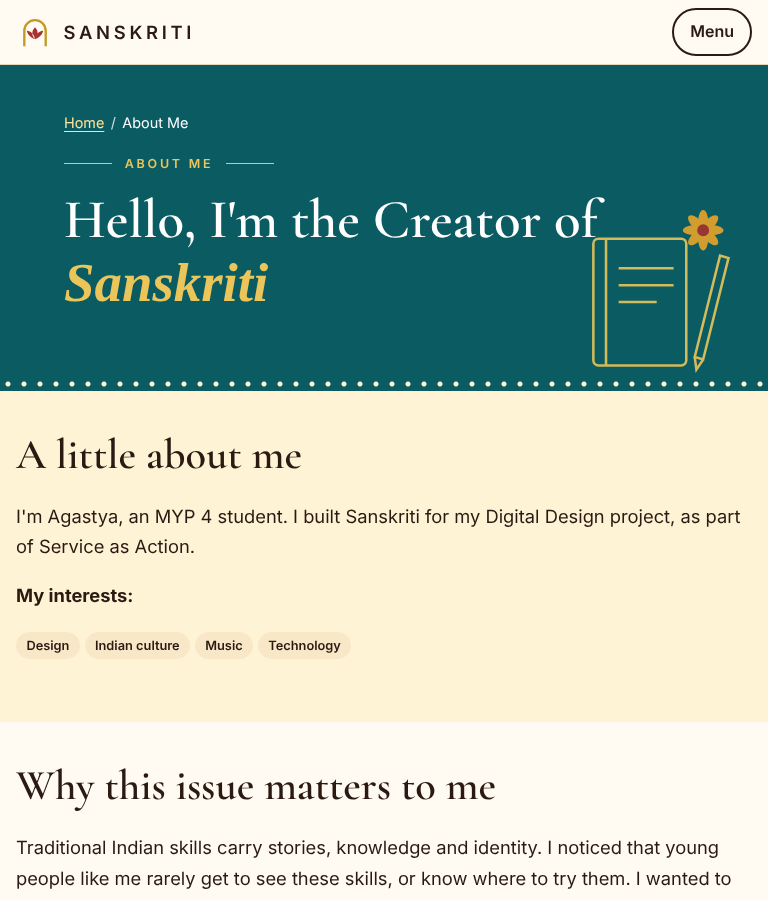 SANSKRITI
Menu
Home / About Me
ABOUT ME
Hello, I'm the Creator of
Sanskriti
A little about me
I'm Agastya, an MYP 4 student. I built Sanskriti for my Digital Design project, as part
of Service as Action.
My interests:
Design Indian culture Music Technology
Why this issue matters to me
Traditional Indian skills carry stories, knowledge and identity. I noticed that young
people like me rarely get to see these skills, or know where to try them. I wanted to